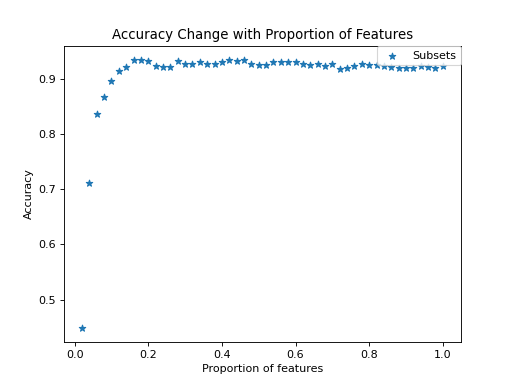 Accuracy Change with Proportion of Features
Subsets
0.9
0.8
0.7
0.6
0.5
Accuracy
0.0 0.2 0.4 0.6 0.8 1.0
Proportion of features